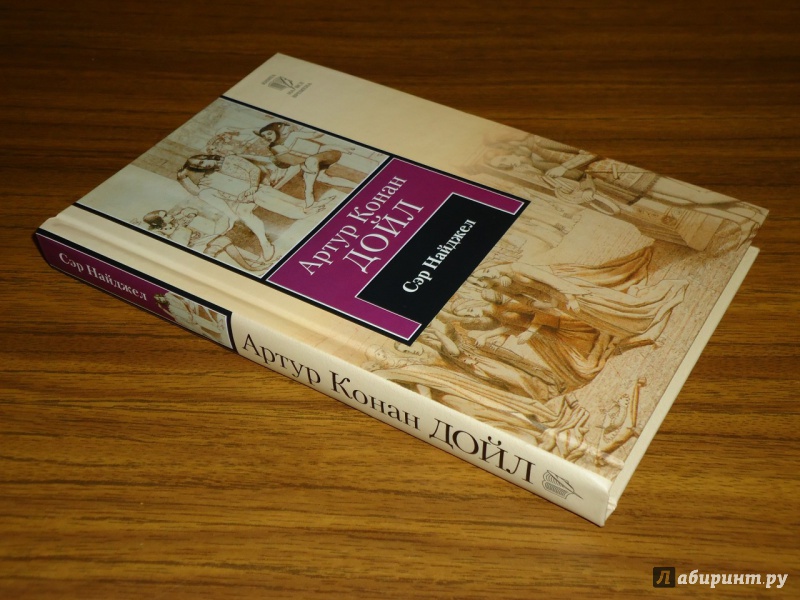 Артур Конан
ДОЙЛ
Сэр Найджел
Сэр Найджел
Артур Конан ДОЙЛ
Лабиринт.ру